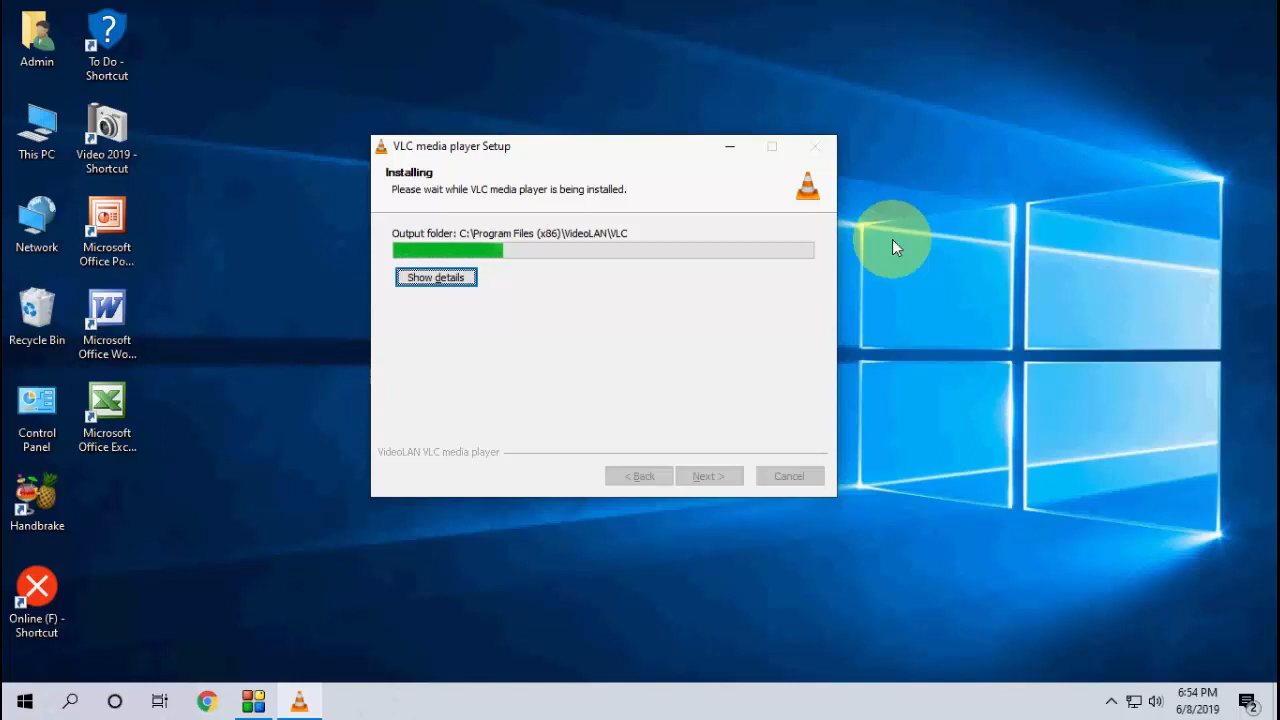 Admin
To Do -
Shortcut
This PC
Video 2019 -
Shortcut
Network
Microsoft
Office Po...
Recycle Bin
Microsoft
Office Wo...
Control
Panel
Microsoft
Office Exc...
Handbrake
Online (F) -
Shortcut
VLC media player Setup
Installing
Please wait while VLC media player is being installed.
Output folder: C:\Program Files (x86)\VideoLAN\VLC
Show details
VideoLAN VLC media player
< Back
Next >
Cancel
6:54 PM
6/8/2019
2